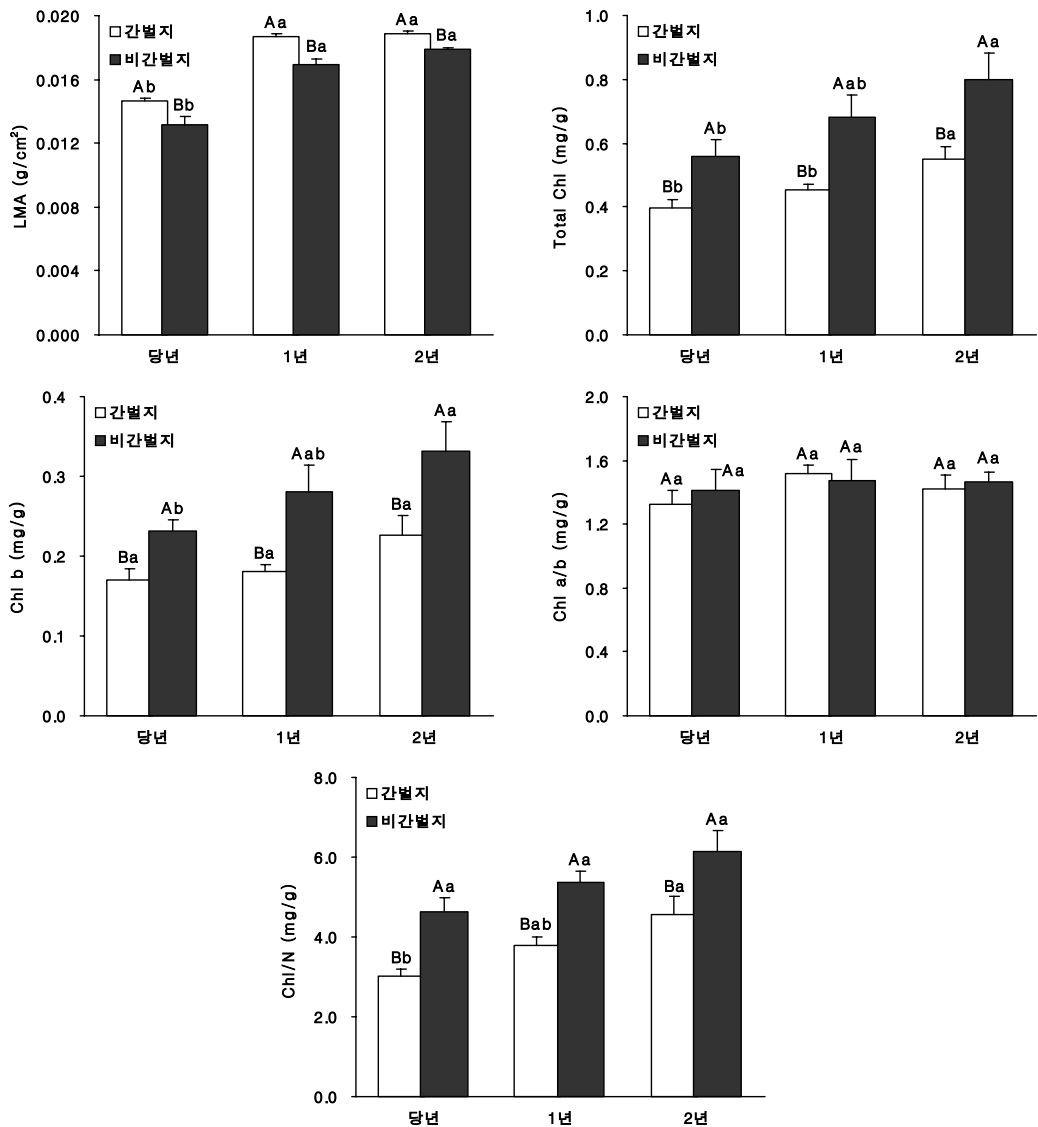 0.020
0.016
0.012
0.008
0.004
0.000
LMA (g/cm²)
간벌지
비간벌지
Ab
Bb
Aa
Ba
Aa
Ba
당년
1년
2년
1.0
0.8
0.6
0.4
0.2
0.0
Total Chl (mg/g)
간벌지
비간벌지
Bb
Ab
Bb
Aab
Ba
Aa
당년
1년
2년
0.4
0.3
0.2
0.1
0.0
Chl b (mg/g)
간벌지
비간벌지
Ba
Ab
Ba
Aab
Ba
Aa
당년
1년
2년
2.0
1.6
1.2
0.8
0.4
0.0
Chl a/b (mg/g)
간벌지
비간벌지
Aa
Aa
Aa
Aa
Aa
Aa
당년
1년
2년
8.0
6.0
4.0
2.0
0.0
Chl/N (mg/g)
간벌지
비간벌지
Bb
Aa
Bab
Aa
Ba
Aa
당년
1년
2년